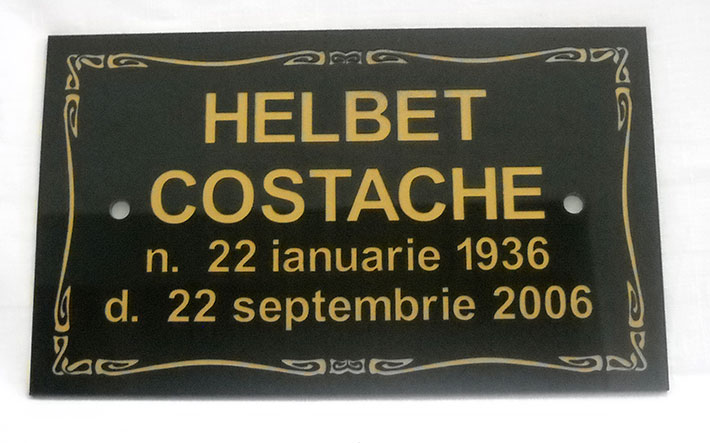 HELBET
COSTACHE
n. 22 ianuarie 1936
d. 22 septembrie 2006